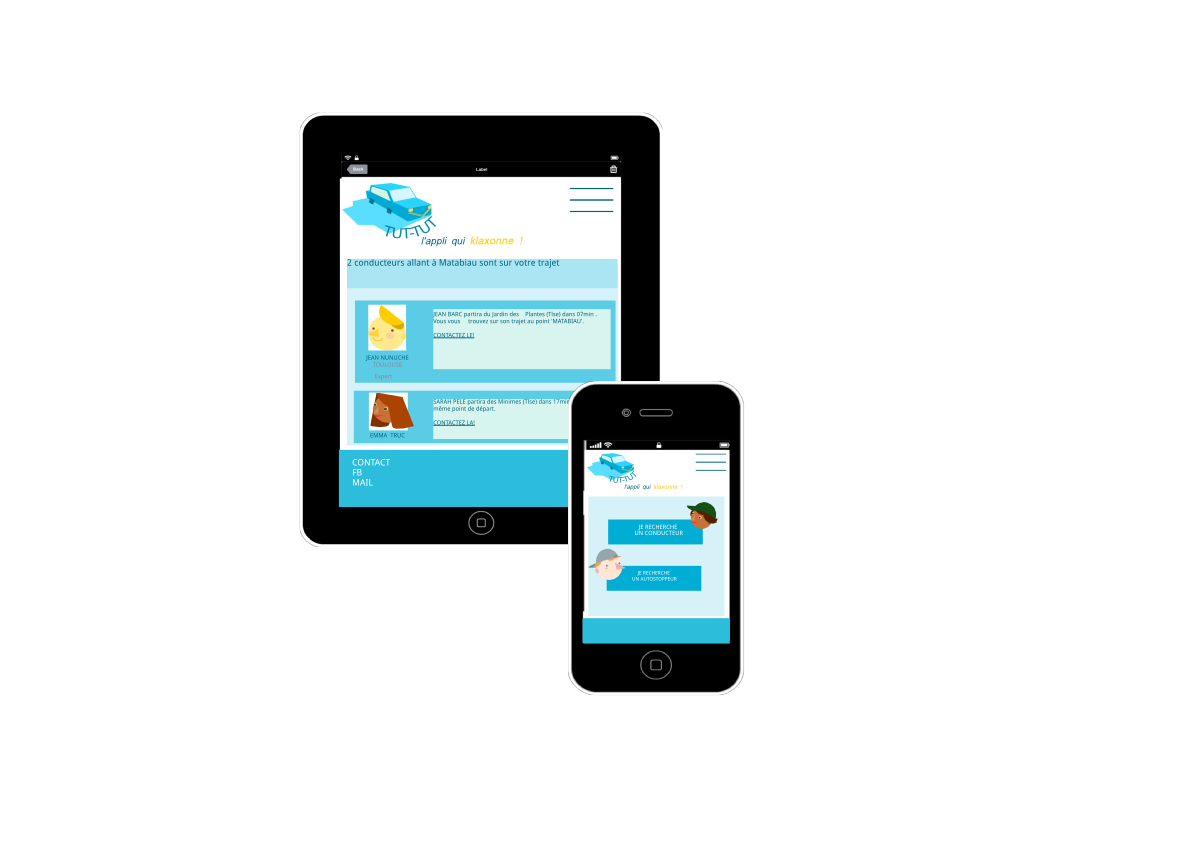 Back
Label
TUT-TUT
l'appli qui klaxonne !
2 conducteurs allant à Matabiau sont sur votre trajet
JEAN BARC partira du Jardin des Plantes (Tlse) dans 07min .
Vous vous trouvez sur son trajet au point 'MATABIAU'.
CONTACTEZ LE!
JEAN NUNUCHE
TOULOUSE
Expert
SARAH PELE partira des Minimes (Tlse) dans 17min
même point de départ.
CONTACTEZ LA!
EMMA TRUC
CONTACT
FB
MAIL
TUT-TUT
l'appli qui klaxonne !
JE RECHERCHE
UN CONDUCTEUR
JE RECHERCHE
UN AUTOSTOPPEUR